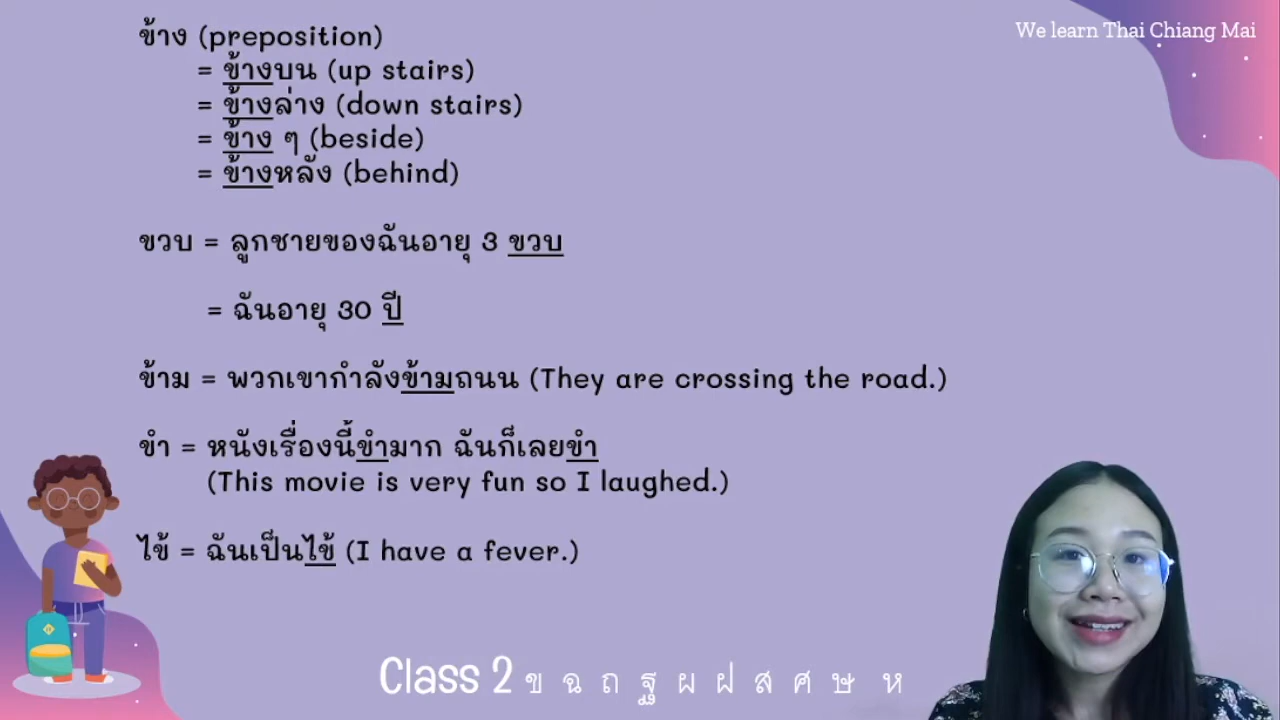 We learn Thai Chiang Mai
ข้าง (preposition)
= ข้างบน (up stairs)
= ข้างล่าง (down stairs)
= ข้าง ๆ (beside)
= ข้างหลัง (behind)
ขวบ = ลูกชายของฉันอายุ 3 ขวบ
= ฉันอายุ 30 ปี
ข้าม = พวกเขากำลังข้ามถนน (They are crossing the road.)
ขำ = หนังเรื่องนี้ขำมาก ฉันก็เลยขำ
(This movie is very fun so I laughed.)
ไข้ = ฉันเป็นไข้ (I have a fever.)
Class 2 ข ฉ ถ ฐ ผ ฝ ส ศ ษ ห